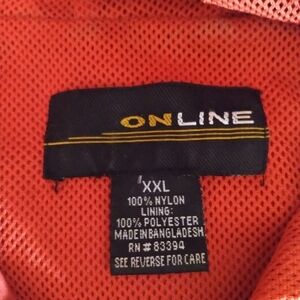 ONLINE
XXL
100% NYLON
LINING:
100% POLYESTER
MADE IN BANGLADESH
RN # 83394
SEE REVERSE FOR CARE